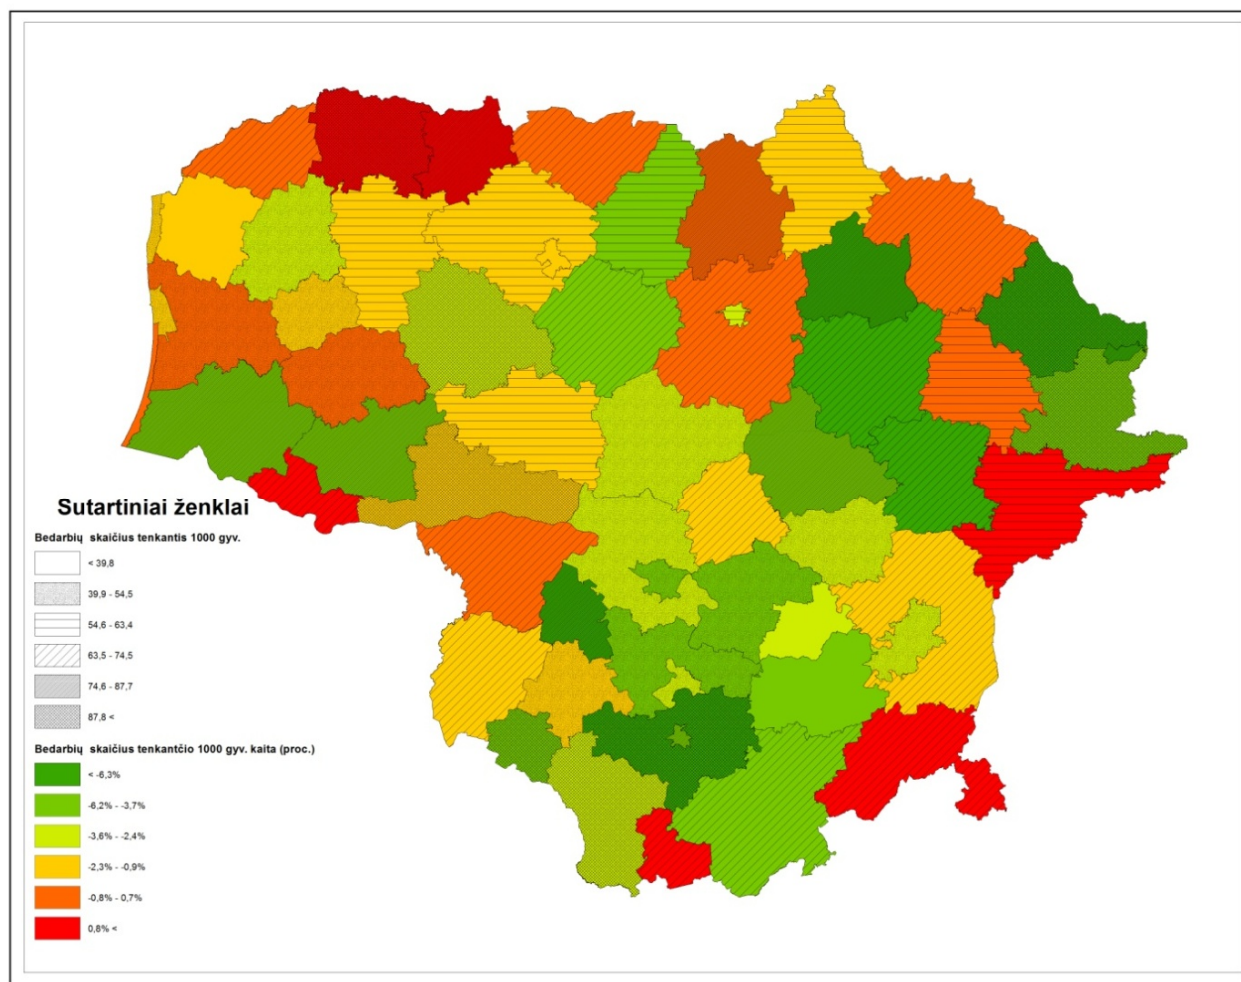 Sutartiniai ženklai
Bedarbių skaičius tenkantis 1000 gyv.
< 39,8
39,9 - 54,5
54,6 - 63,4
63,5 - 74,5
74,6 - 87,7
87,8 <
Bedarbių skaičius tenkantčio 1000 gyv. kaita (proc.)
< -6,3%
-6,2% - -3,7%
-3,6% - -2,4%
-2,3% - -0,9%
-0,8% - 0,7%
0,8% <